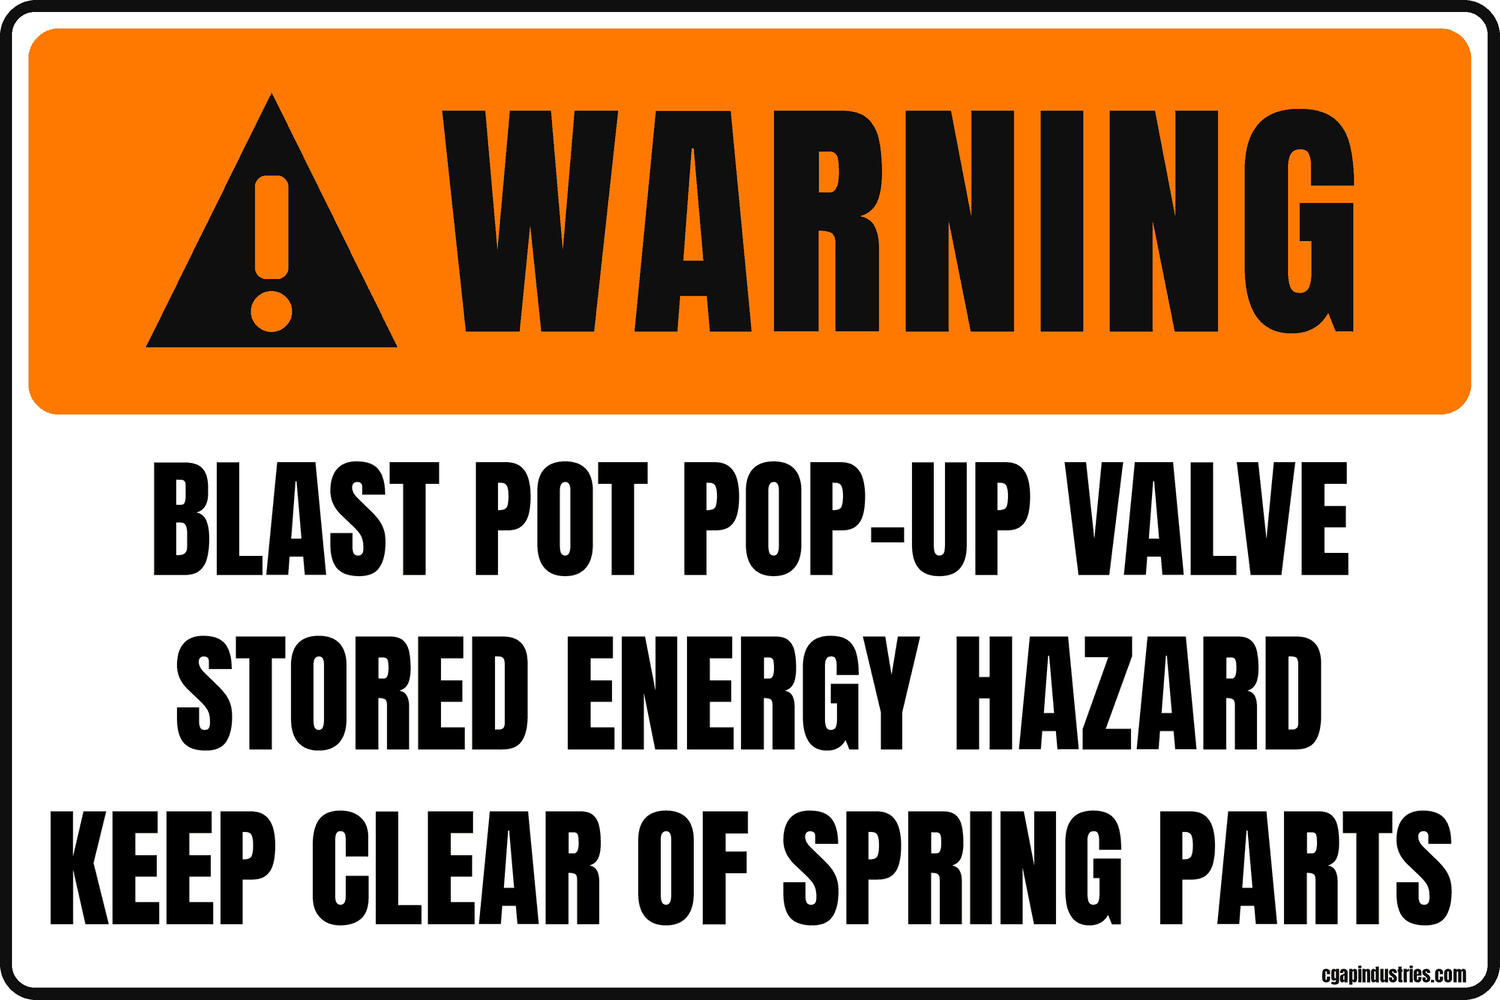 WARNING
BLAST POT POP-UP VALVE
STORED ENERGY HAZARD
KEEP CLEAR OF SPRING PARTS
cgapindustries.com